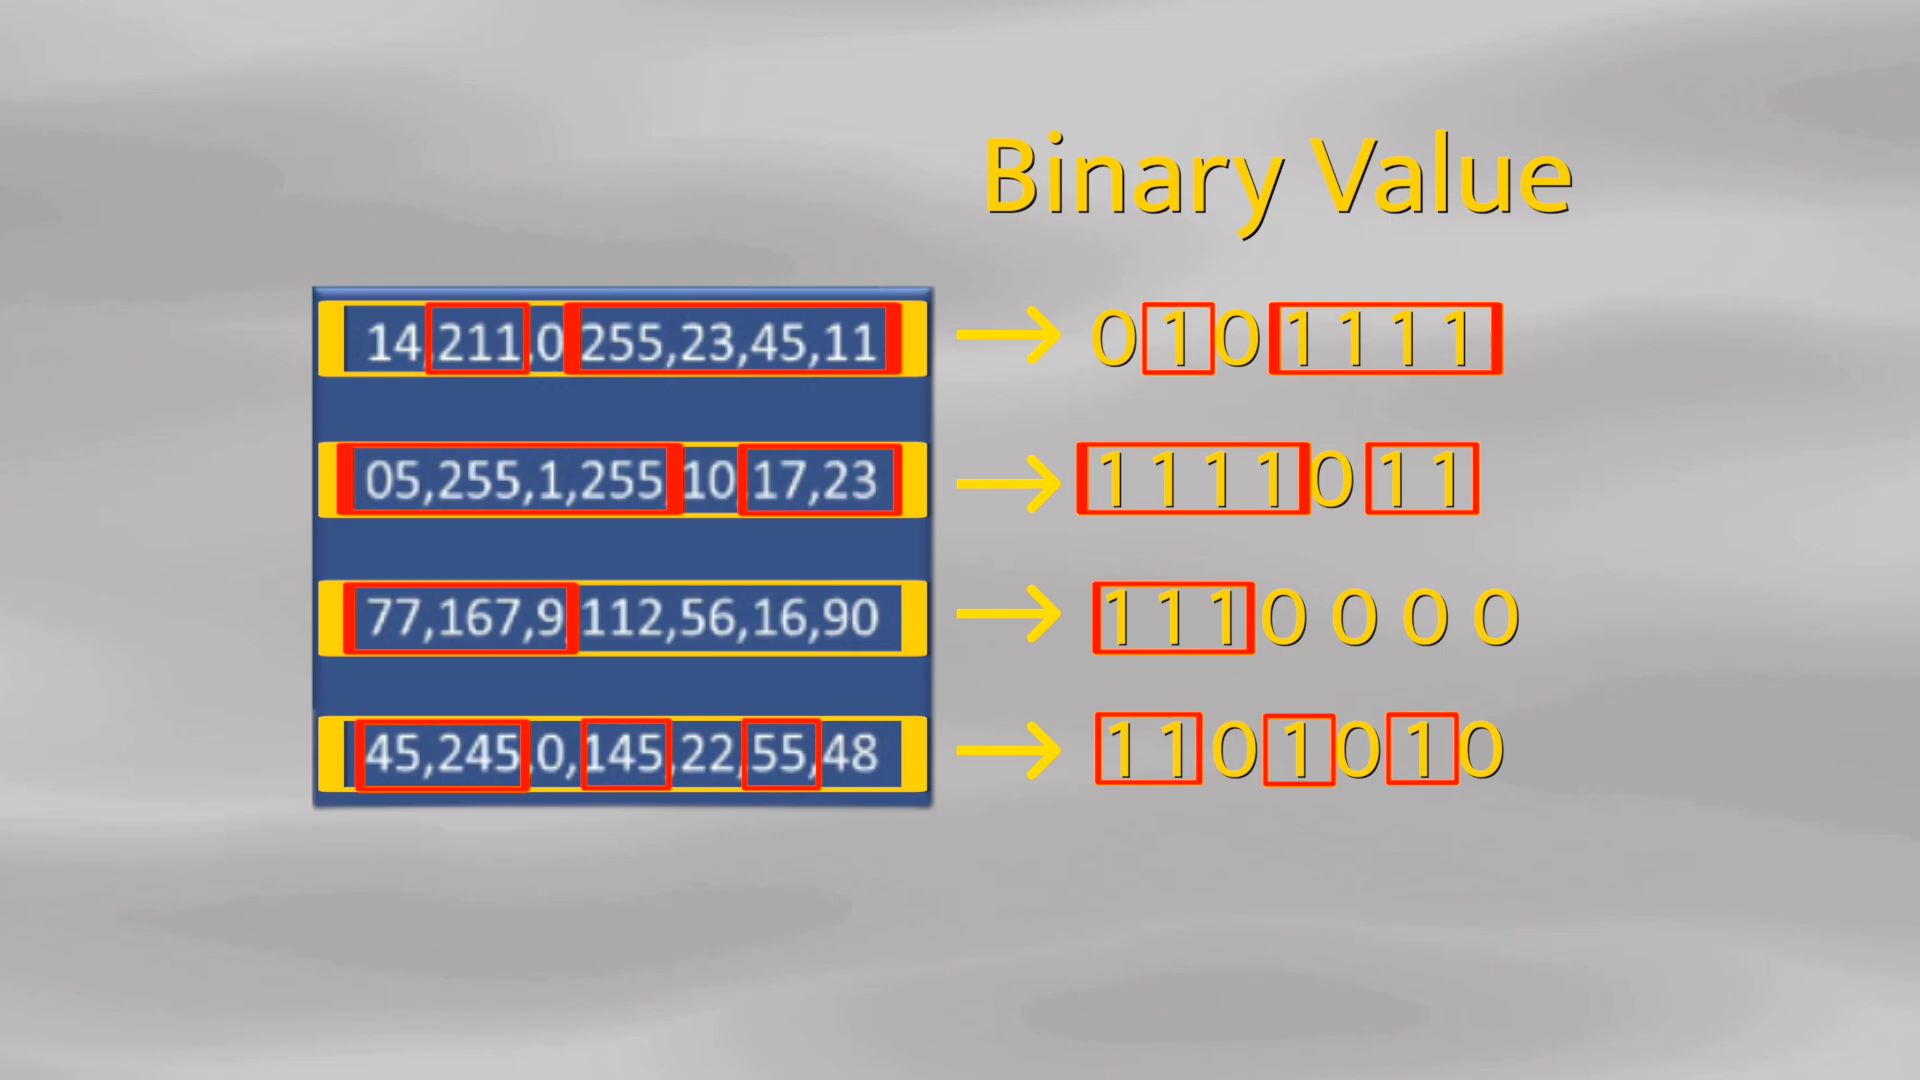 Binary Value
14,211,0,255,23,45,11 → 0 1 0 1 1 1 1
05,255,1,255,10,17,23 → 1 1 1 1 0 1 1
77,167,9,112,56,16,90 → 1 1 1 0 0 0 0
45,245,0,145,22,55,48 → 1 1 0 1 0 1 0